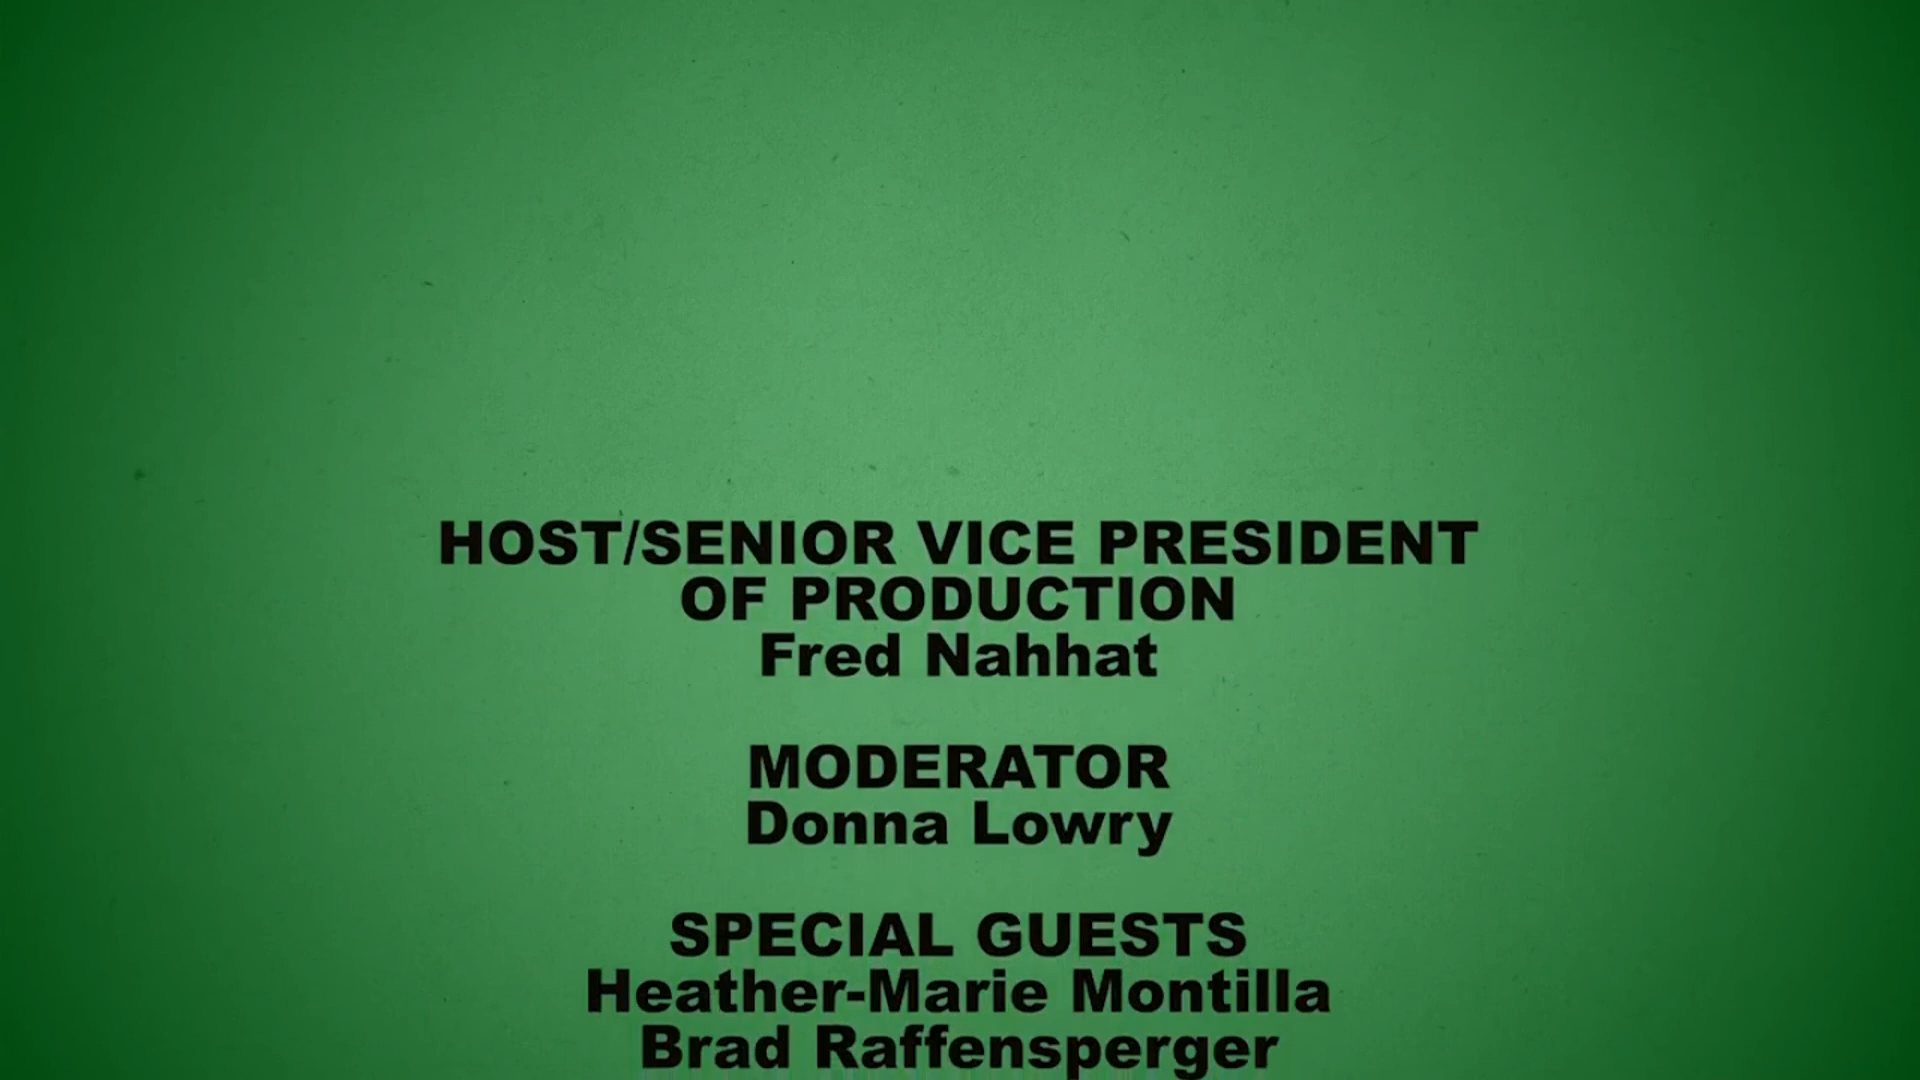 HOST/SENIOR VICE PRESIDENT
OF PRODUCTION
Fred Nahhat
MODERATOR
Donna Lowry
SPECIAL GUESTS
Heather-Marie Montilla
Brad Raffensperger